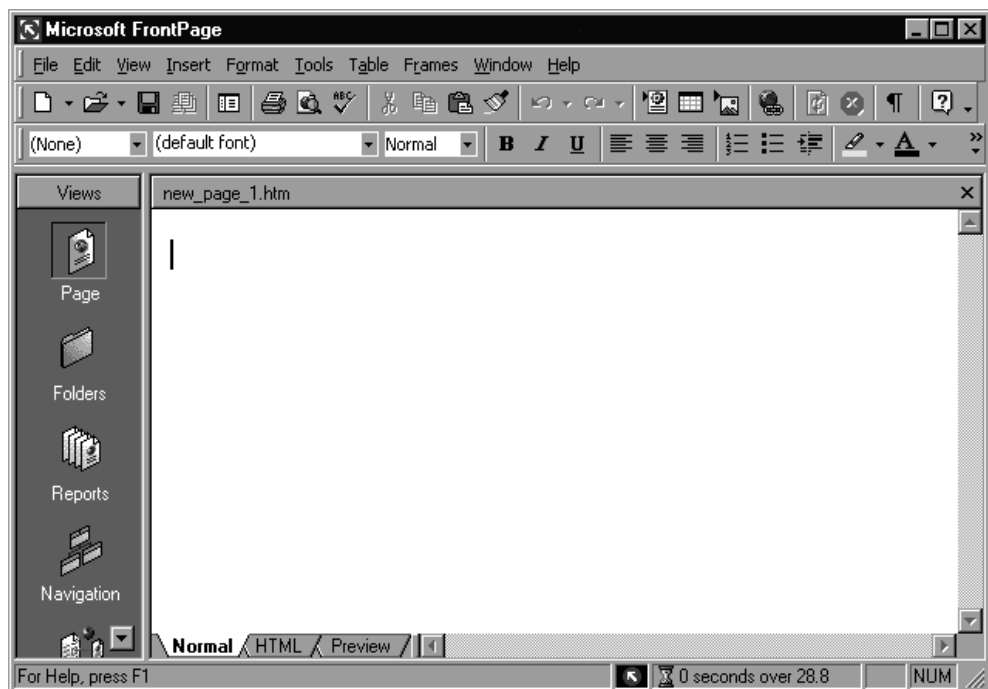 Microsoft FrontPage
File Edit View Insert Format Tools Table Frames Window Help
ABC
(None) (default font) Normal B I U A
Views new_page_1.htm
Page
Folders
Reports
Navigation
Normal HTML Preview
For Help, press F1 0 seconds over 28.8 NUM